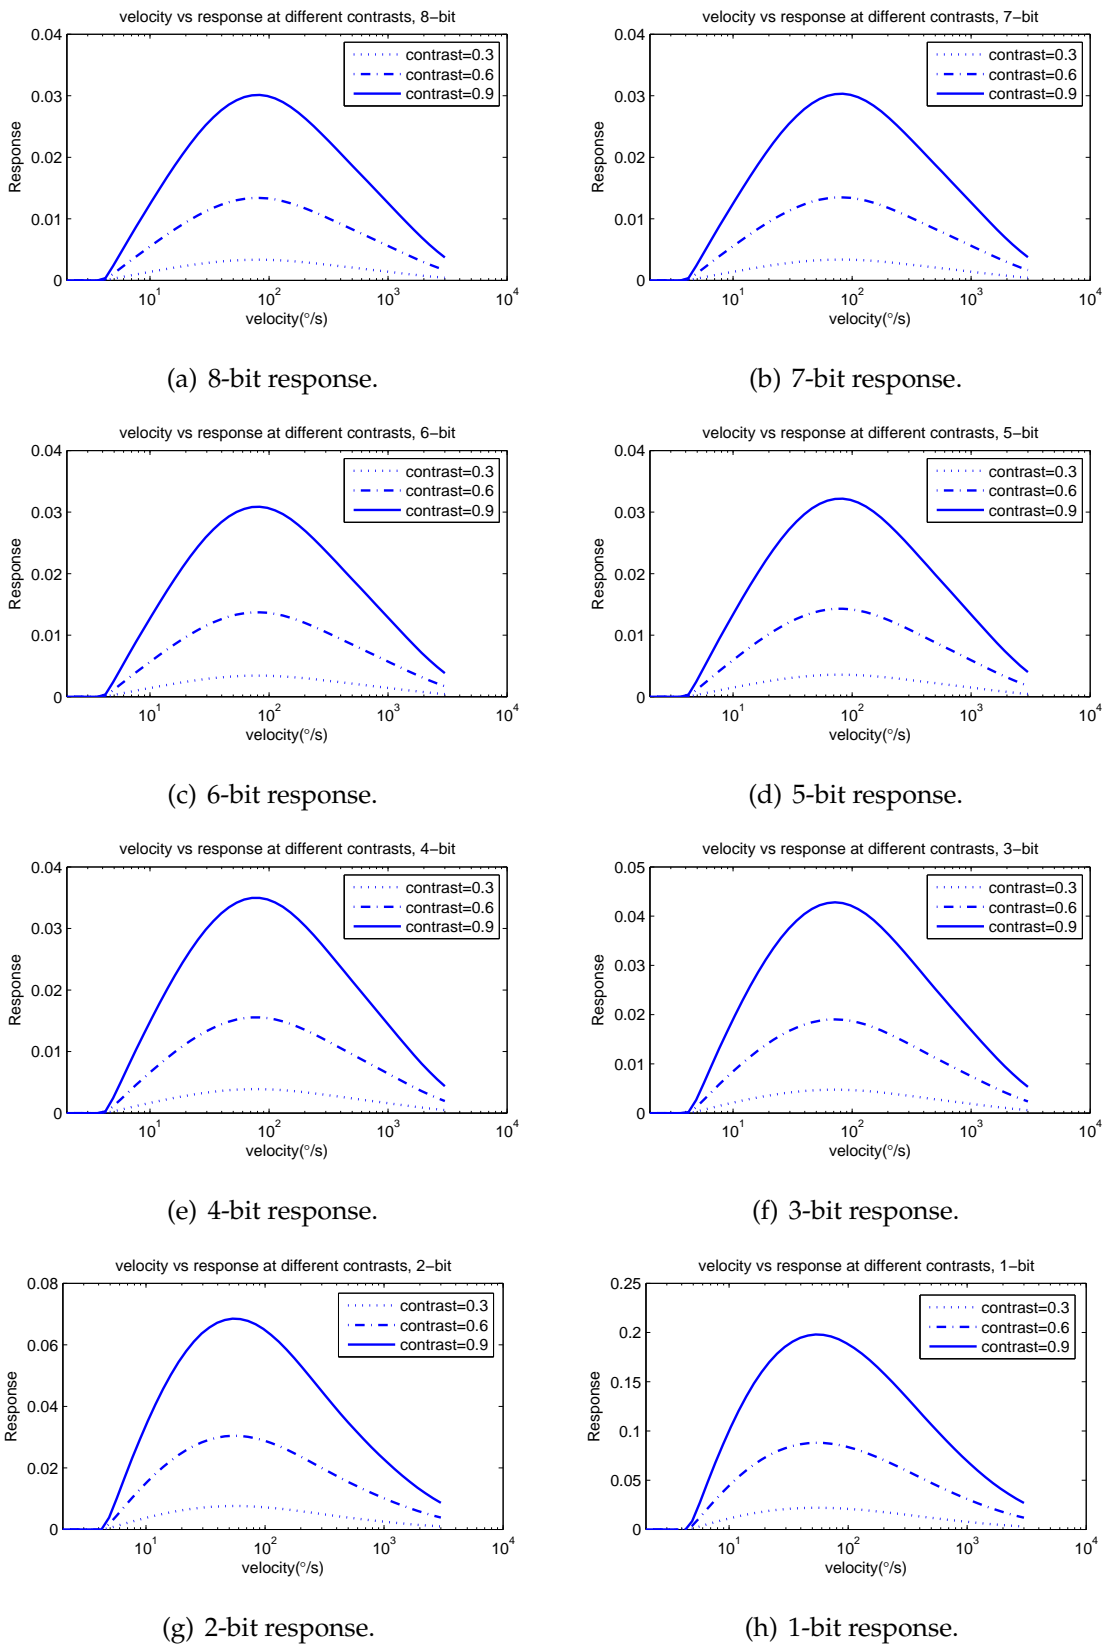 velocity vs response at different contrasts, 8−bit
0.04
0.03
0.02
0.01
0
Response
contrast=0.3
contrast=0.6
contrast=0.9
10^1
10^2
10^3
10^4
velocity(°/s)
(a) 8-bit response.
velocity vs response at different contrasts, 7−bit
0.04
0.03
0.02
0.01
0
Response
contrast=0.3
contrast=0.6
contrast=0.9
10^1
10^2
10^3
10^4
velocity(°/s)
(b) 7-bit response.
velocity vs response at different contrasts, 6−bit
0.04
0.03
0.02
0.01
0
Response
contrast=0.3
contrast=0.6
contrast=0.9
10^1
10^2
10^3
10^4
velocity(°/s)
(c) 6-bit response.
velocity vs response at different contrasts, 5−bit
0.04
0.03
0.02
0.01
0
Response
contrast=0.3
contrast=0.6
contrast=0.9
10^1
10^2
10^3
10^4
velocity(°/s)
(d) 5-bit response.
velocity vs response at different contrasts, 4−bit
0.04
0.03
0.02
0.01
0
Response
contrast=0.3
contrast=0.6
contrast=0.9
10^1
10^2
10^3
10^4
velocity(°/s)
(e) 4-bit response.
velocity vs response at different contrasts, 3−bit
0.05
0.04
0.03
0.02
0.01
0
Response
contrast=0.3
contrast=0.6
contrast=0.9
10^1
10^2
10^3
10^4
velocity(°/s)
(f) 3-bit response.
velocity vs response at different contrasts, 2−bit
0.08
0.06
0.04
0.02
0
Response
contrast=0.3
contrast=0.6
contrast=0.9
10^1
10^2
10^3
10^4
velocity(°/s)
(g) 2-bit response.
velocity vs response at different contrasts, 1−bit
0.25
0.2
0.15
0.1
0.05
0
Response
contrast=0.3
contrast=0.6
contrast=0.9
10^1
10^2
10^3
10^4
velocity(°/s)
(h) 1-bit response.